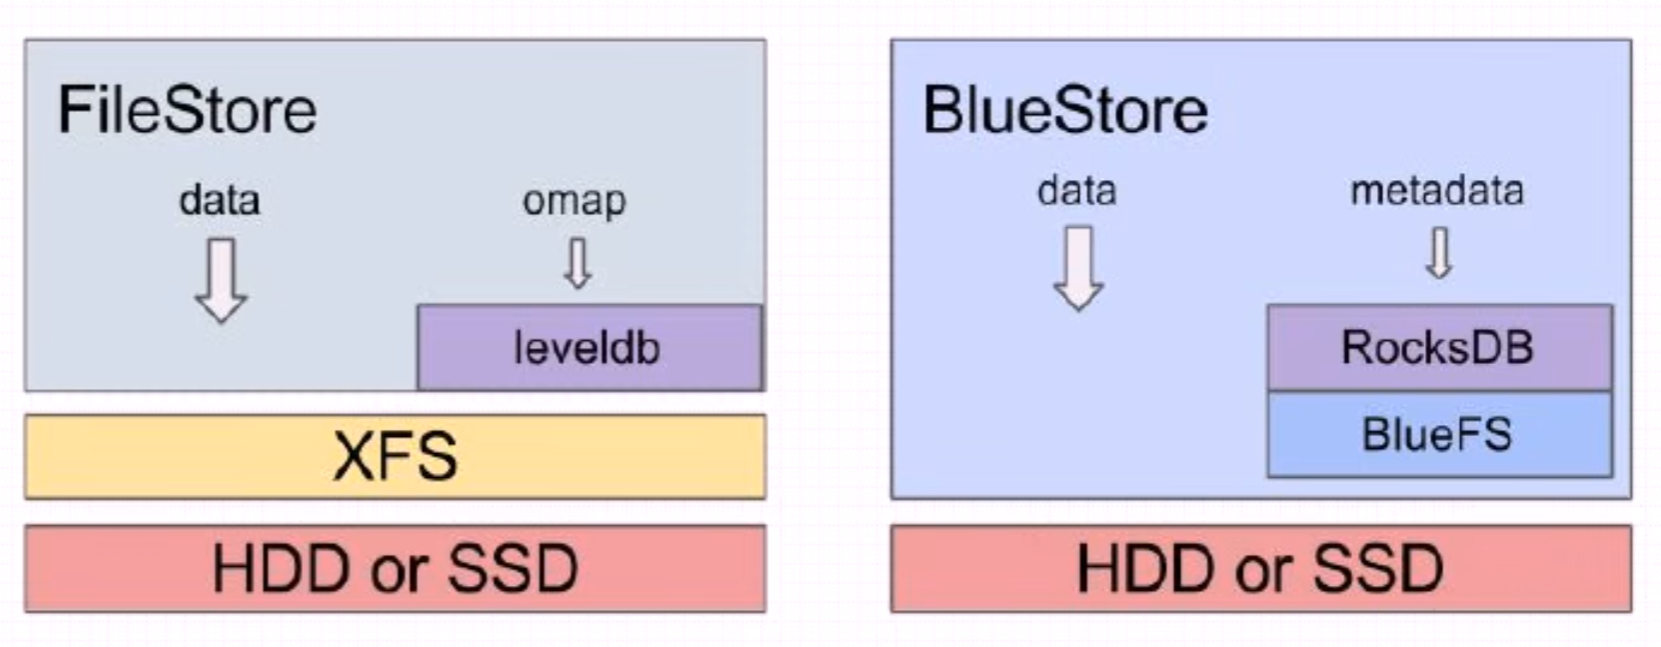 FileStore
data
omap
leveldb
XFS
HDD or SSD
BlueStore
data
metadata
RocksDB
BlueFS
HDD or SSD